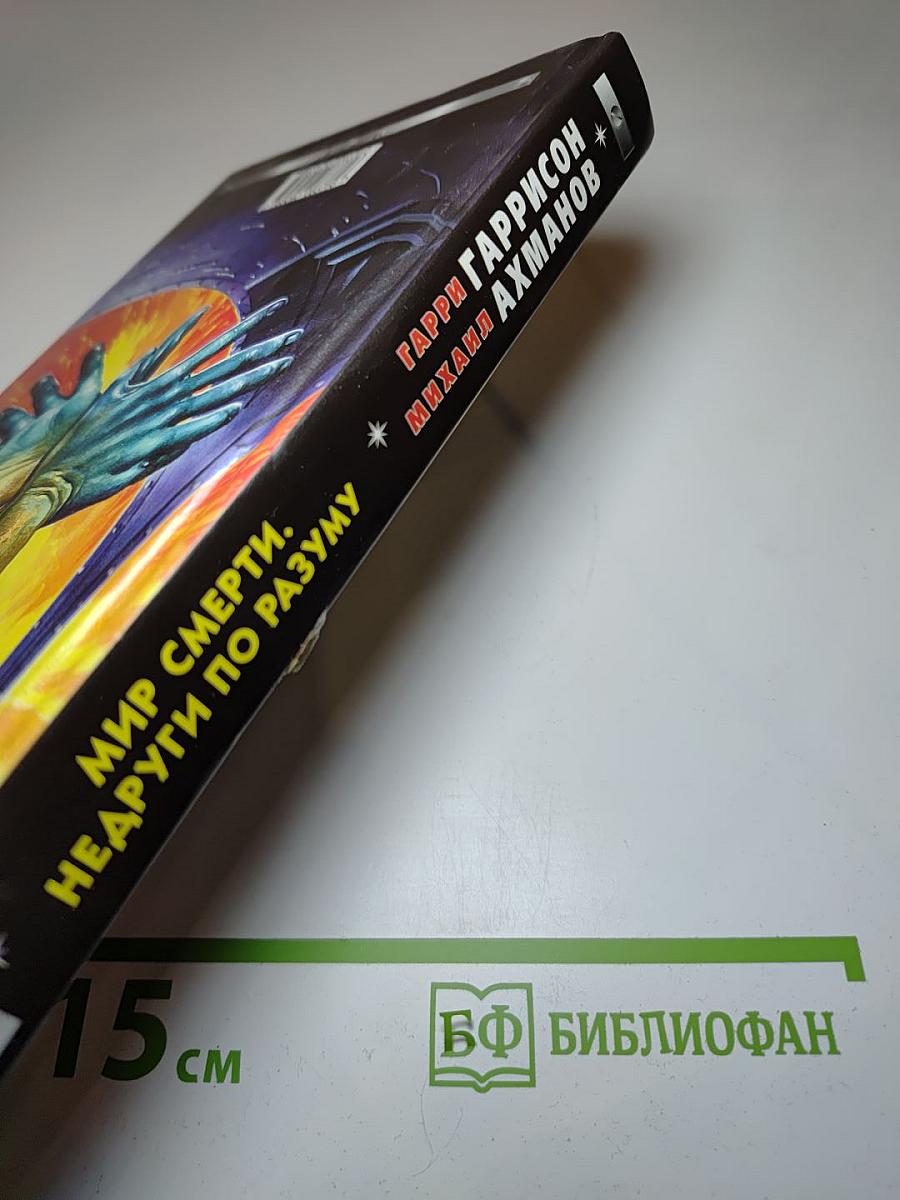 ГАРРИ ГАРРИСОН
МИХАИЛ АХМАНОВ
МИР СМЕРТИ.
НЕДРУГИ ПО РАЗУМУ
15 см
БФ БИБЛИОФАН